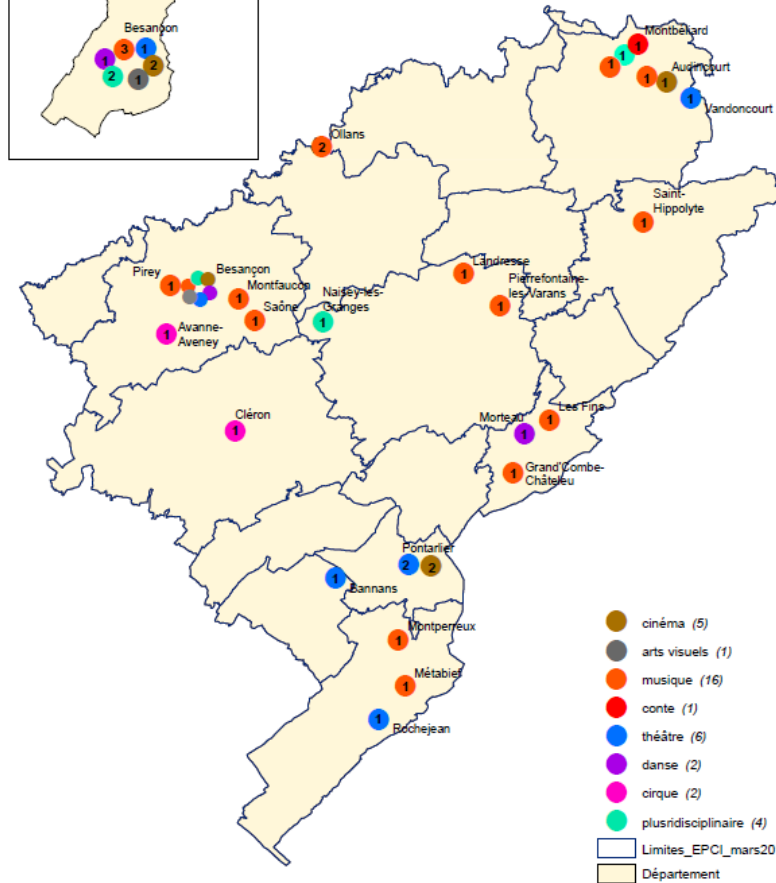 Besançon
3
1
1
2
2
1
Montbéliard
1
1
1
Audincourt
1
1
1
Vandoncourt
Ollans
2
Saint-
Hippolyte
1
Landresse
1
Pierrefontaine-
les-Varans
1
Pirey
1
Besançon
Montfaucon
1
Saône
1
Naisey-les-
Granges
1
Avanne-
Aveney
1
Cléron
1
Morteau
1
Les Fins
1
Grand'Combe-
Châteleu
1
Pontarlier
2
2
Bannans
1
Montperreux
1
Métabief
1
Rochejean
1
cinéma (5)
arts visuels (1)
musique (16)
conte (1)
théâtre (6)
danse (2)
cirque (2)
plusridisciplinaire (4)
Limites_EPCI_mars20
Département